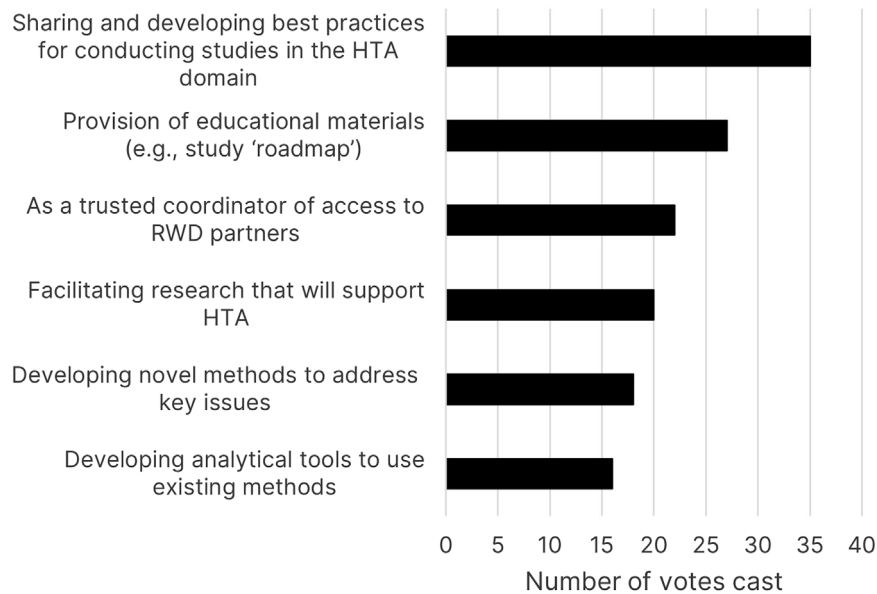 Sharing and developing best practices
for conducting studies in the HTA
domain
Provision of educational materials
(e.g., study ‘roadmap’)
As a trusted coordinator of access to
RWD partners
Facilitating research that will support
HTA
Developing novel methods to address
key issues
Developing analytical tools to use
existing methods
0 5 10 15 20 25 30 35 40
Number of votes cast